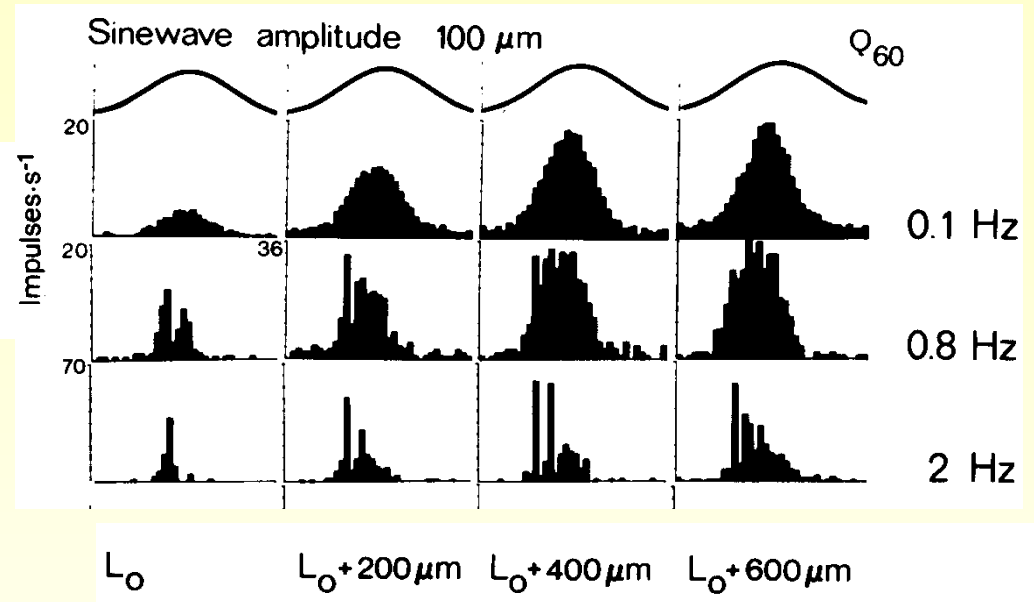 Sinewave amplitude 100 μm
Q60
20
Impulses·s-1
0.1 Hz
20
36
0.8 Hz
70
2 Hz
LO
LO+200μm
LO+400μm
LO+600μm